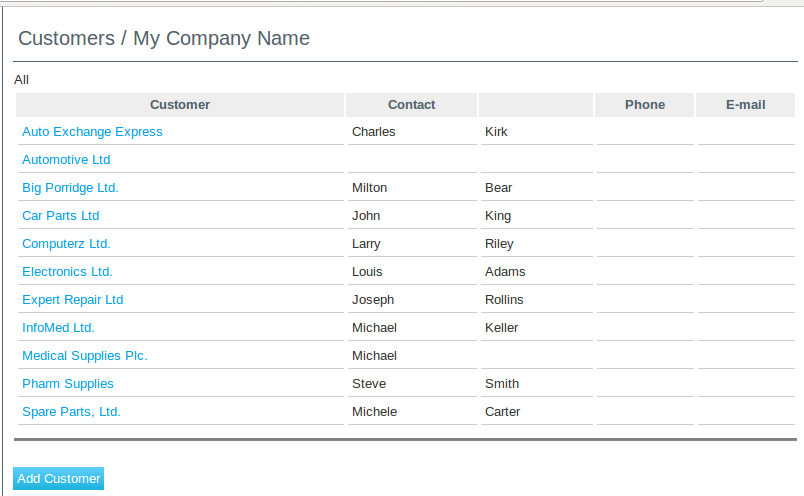 Customers / My Company Name
All
Customer Contact Phone E-mail
Auto Exchange Express Charles Kirk
Automotive Ltd
Big Porridge Ltd. Milton Bear
Car Parts Ltd John King
Computerz Ltd. Larry Riley
Electronics Ltd. Louis Adams
Expert Repair Ltd Joseph Rollins
InfoMed Ltd. Michael Keller
Medical Supplies Plc. Michael
Pharm Supplies Steve Smith
Spare Parts, Ltd. Michele Carter
Add Customer